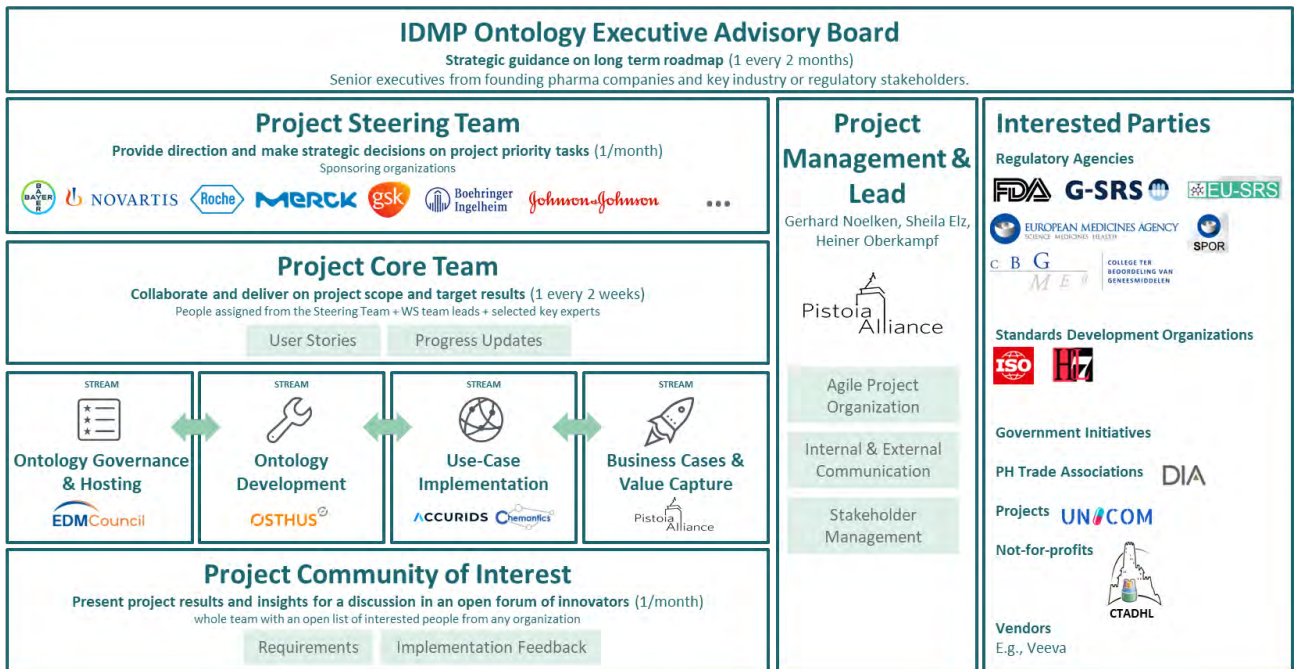 IDMP Ontology Executive Advisory Board
Strategic guidance on long term roadmap (1 every 2 months)
Senior executives from founding pharma companies and key industry or regulatory stakeholders.
Project Steering Team
Provide direction and make strategic decisions on project priority tasks (1/month)
Sponsoring organizations
BAYER
BAYER
NOVARTIS
Roche
MERCK
gsk
Boehringer
Ingelheim
Johnson&Johnson
...
Project Core Team
Collaborate and deliver on project scope and target results (1 every 2 weeks)
People assigned from the Steering Team + WS team leads + selected key experts
User Stories
Progress Updates
STREAM
Ontology Governance
& Hosting
EDMCouncil
STREAM
Ontology
Development
OSTHUS
STREAM
Use-Case
Implementation
ACCURIDS
Chemantics
STREAM
Business Cases &
Value Capture
Pistoia
Alliance
Project Community of Interest
Present project results and insights for a discussion in an open forum of innovators (1/month)
whole team with an open list of interested people from any organization
Requirements
Implementation Feedback
Project
Management &
Lead
Gerhard Noelken, Sheila Elz,
Heiner Oberkampf
Pistoia
Alliance
Agile Project
Organization
Internal & External
Communication
Stakeholder
Management
Interested Parties
Regulatory Agencies
FDA
G-SRS
EU-SRS
EUROPEAN MEDICINES AGENCY
SCIENCE MEDICINES HEALTH
SPOR
C B G
M E B
COLLEGE TER
BEOORDELING VAN
GENEESMIDDELEN
Standards Development Organizations
ISO
HL7
Government Initiatives
PH Trade Associations
DIA
Projects
UNICOM
Not-for-profits
CTADHL
Vendors
E.g., Veeva